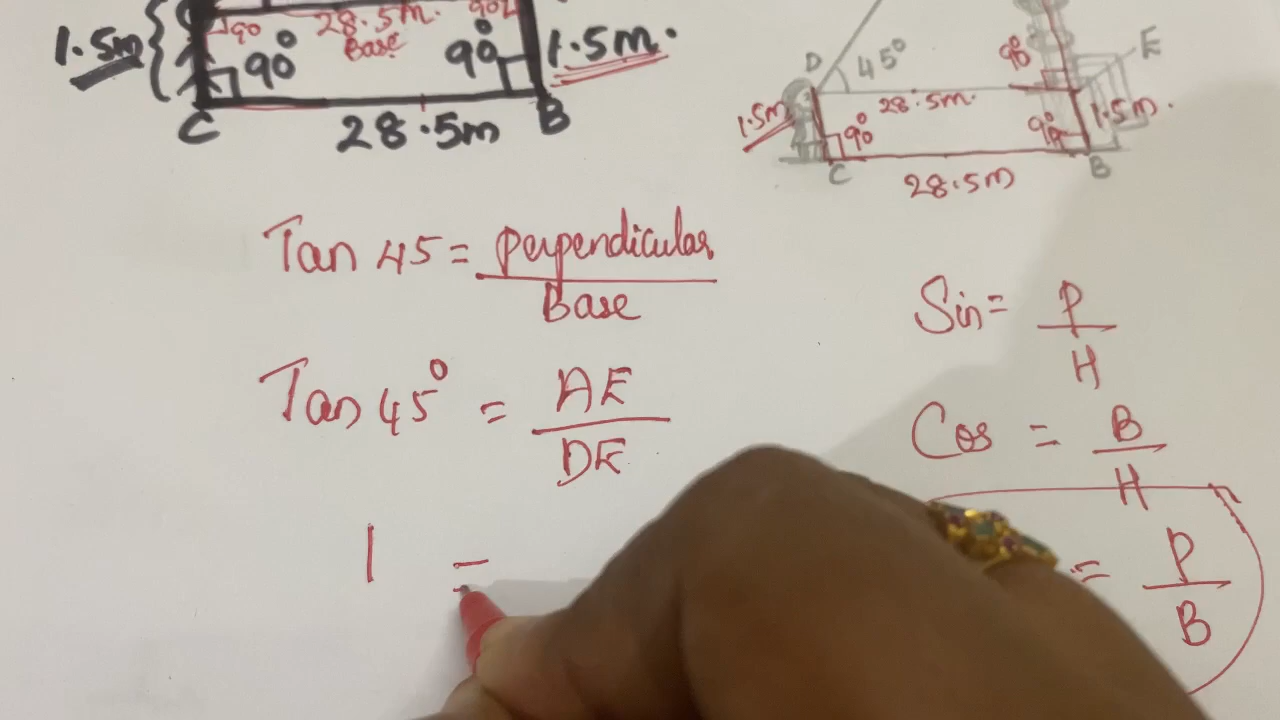 90° 28.5m. 90°
1.5m Base 1.5m.
90° 90°
C 28.5m B
D 45° 90° E
28.5m.
1.5m 90° 90° 1.5m.
C B
28.5m
Tan 45 = perpendicular
Base
Tan 45° = AE
DE
1 =
Sin = P
H
Cos = B
H
= P
B